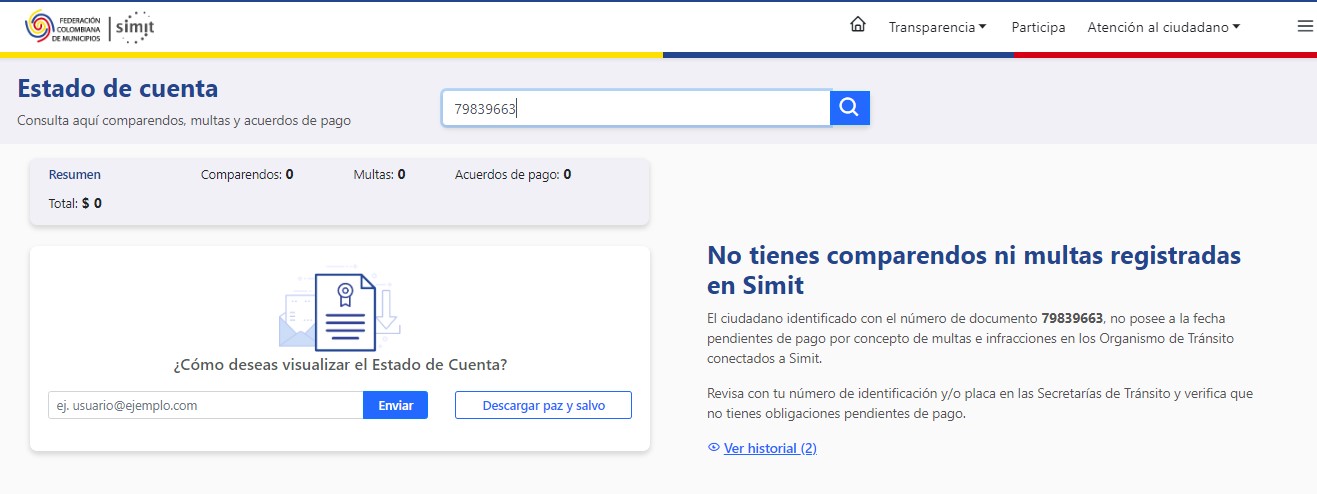 FEDERACIÓN
COLOMBIANA
DE MUNICIPIOS
simit
Transparencia
Participa
Atención al ciudadano
Estado de cuenta
Consulta aquí comparendos, multas y acuerdos de pago
79839663
Resumen
Comparendos: 0
Multas: 0
Acuerdos de pago: 0
Total: $ 0
¿Cómo deseas visualizar el Estado de Cuenta?
ej. usuario@ejemplo.com
Enviar
Descargar paz y salvo
No tienes comparendos ni multas registradas
en Simit
El ciudadano identificado con el número de documento 79839663, no posee a la fecha
pendientes de pago por concepto de multas e infracciones en los Organismo de Tránsito
conectados a Simit.
Revisa con tu número de identificación y/o placa en las Secretarías de Tránsito y verifica que
no tienes obligaciones pendientes de pago.
Ver historial (2)